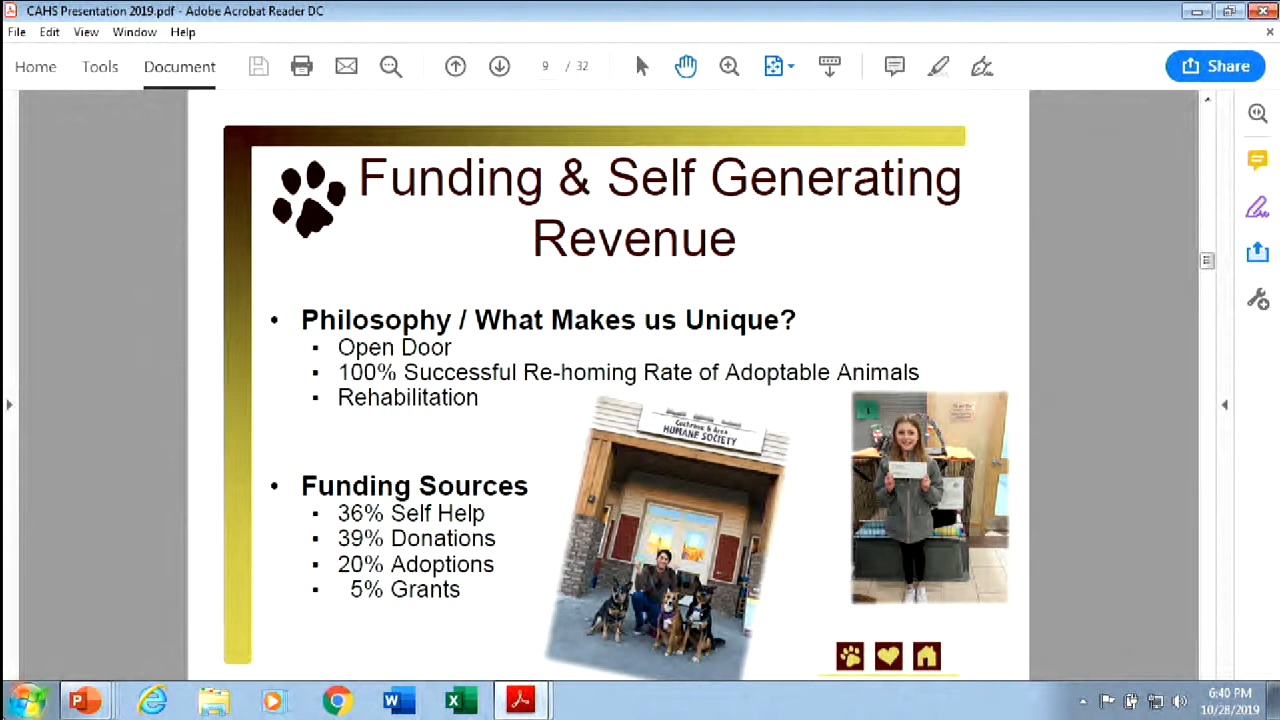 CAHS Presentation 2019.pdf - Adobe Acrobat Reader DC
File Edit View Window Help
Home Tools Document 9 / 32 Share
Funding & Self Generating
Revenue
• Philosophy / What Makes us Unique?
▪ Open Door
▪ 100% Successful Re-homing Rate of Adoptable Animals
▪ Rehabilitation
Cochrane & Area
HUMANE SOCIETY
• Funding Sources
▪ 36% Self Help
▪ 39% Donations
▪ 20% Adoptions
▪ 5% Grants
6:40 PM
10/28/2019